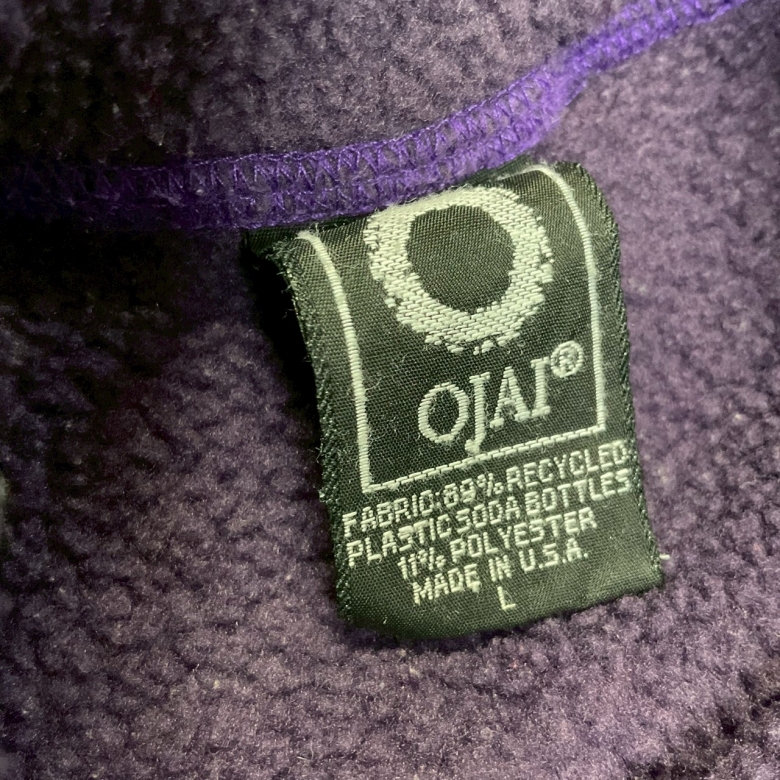 OJAI®
FABRIC:89% RECYCLED
PLASTIC SODA BOTTLES
11% POLYESTER
MADE IN U.S.A.
L